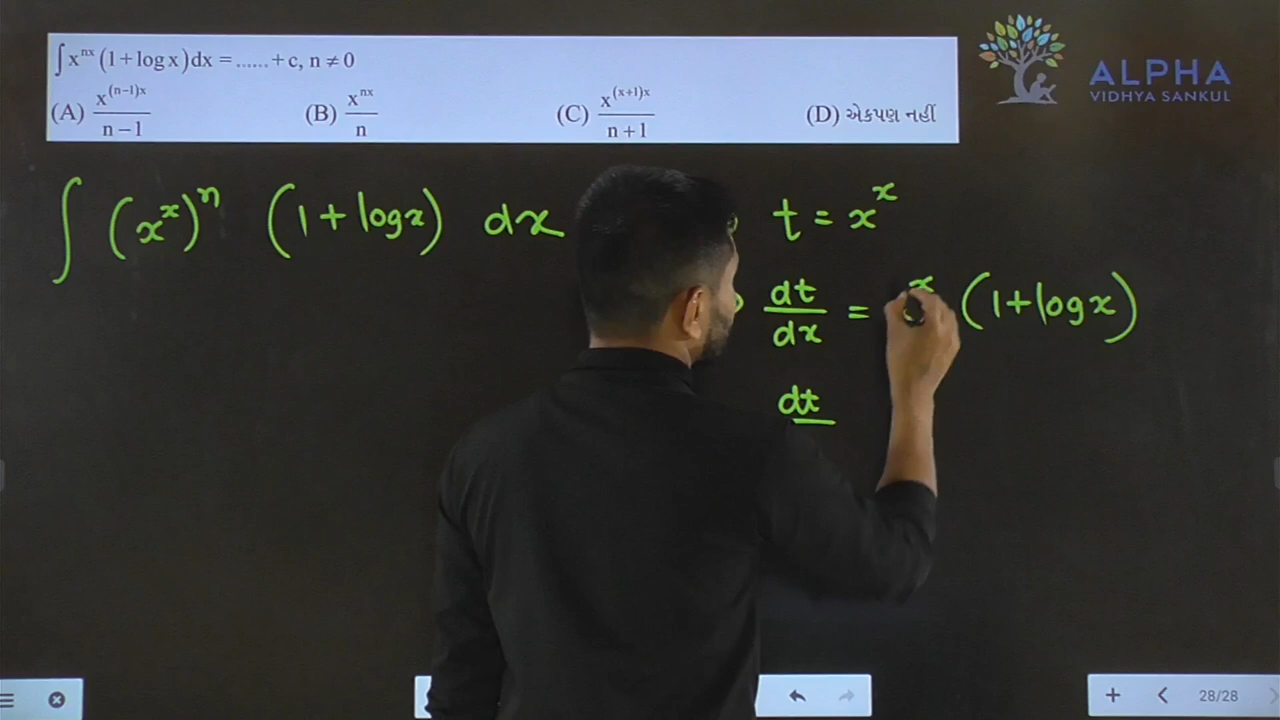 ∫ x^{nx} (1 + log x) dx = ...... + c, n ≠ 0
(A) x^{(n–1)x} / n – 1 (B) x^{nx} / n (C) x^{(x+1)x} / n + 1 (D) એકપણ નહીં
ALPHA
VIDHYA SANKUL
∫ (x^x)^n (1 + log x) dx
t = x^x
dt/dx = x (1 + log x)
dt
28/28